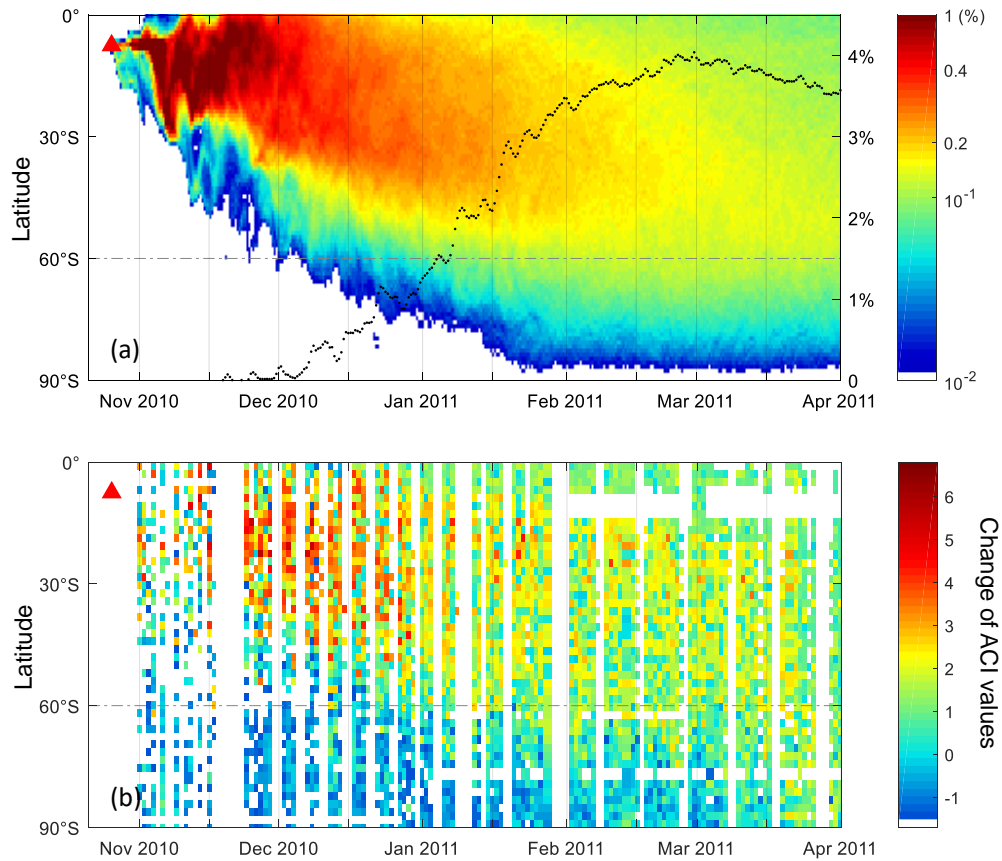 0°
30°S
60°S
90°S
Latitude
(a)
Nov 2010
Dec 2010
Jan 2011
Feb 2011
Mar 2011
Apr 2011
4%
3%
2%
1%
0
1 (%)
0.4
0.2
10⁻¹
10⁻²
0°
30°S
60°S
90°S
Latitude
(b)
Nov 2010
Dec 2010
Jan 2011
Feb 2011
Mar 2011
Apr 2011
6
5
4
3
2
1
0
-1
Change of ACI values